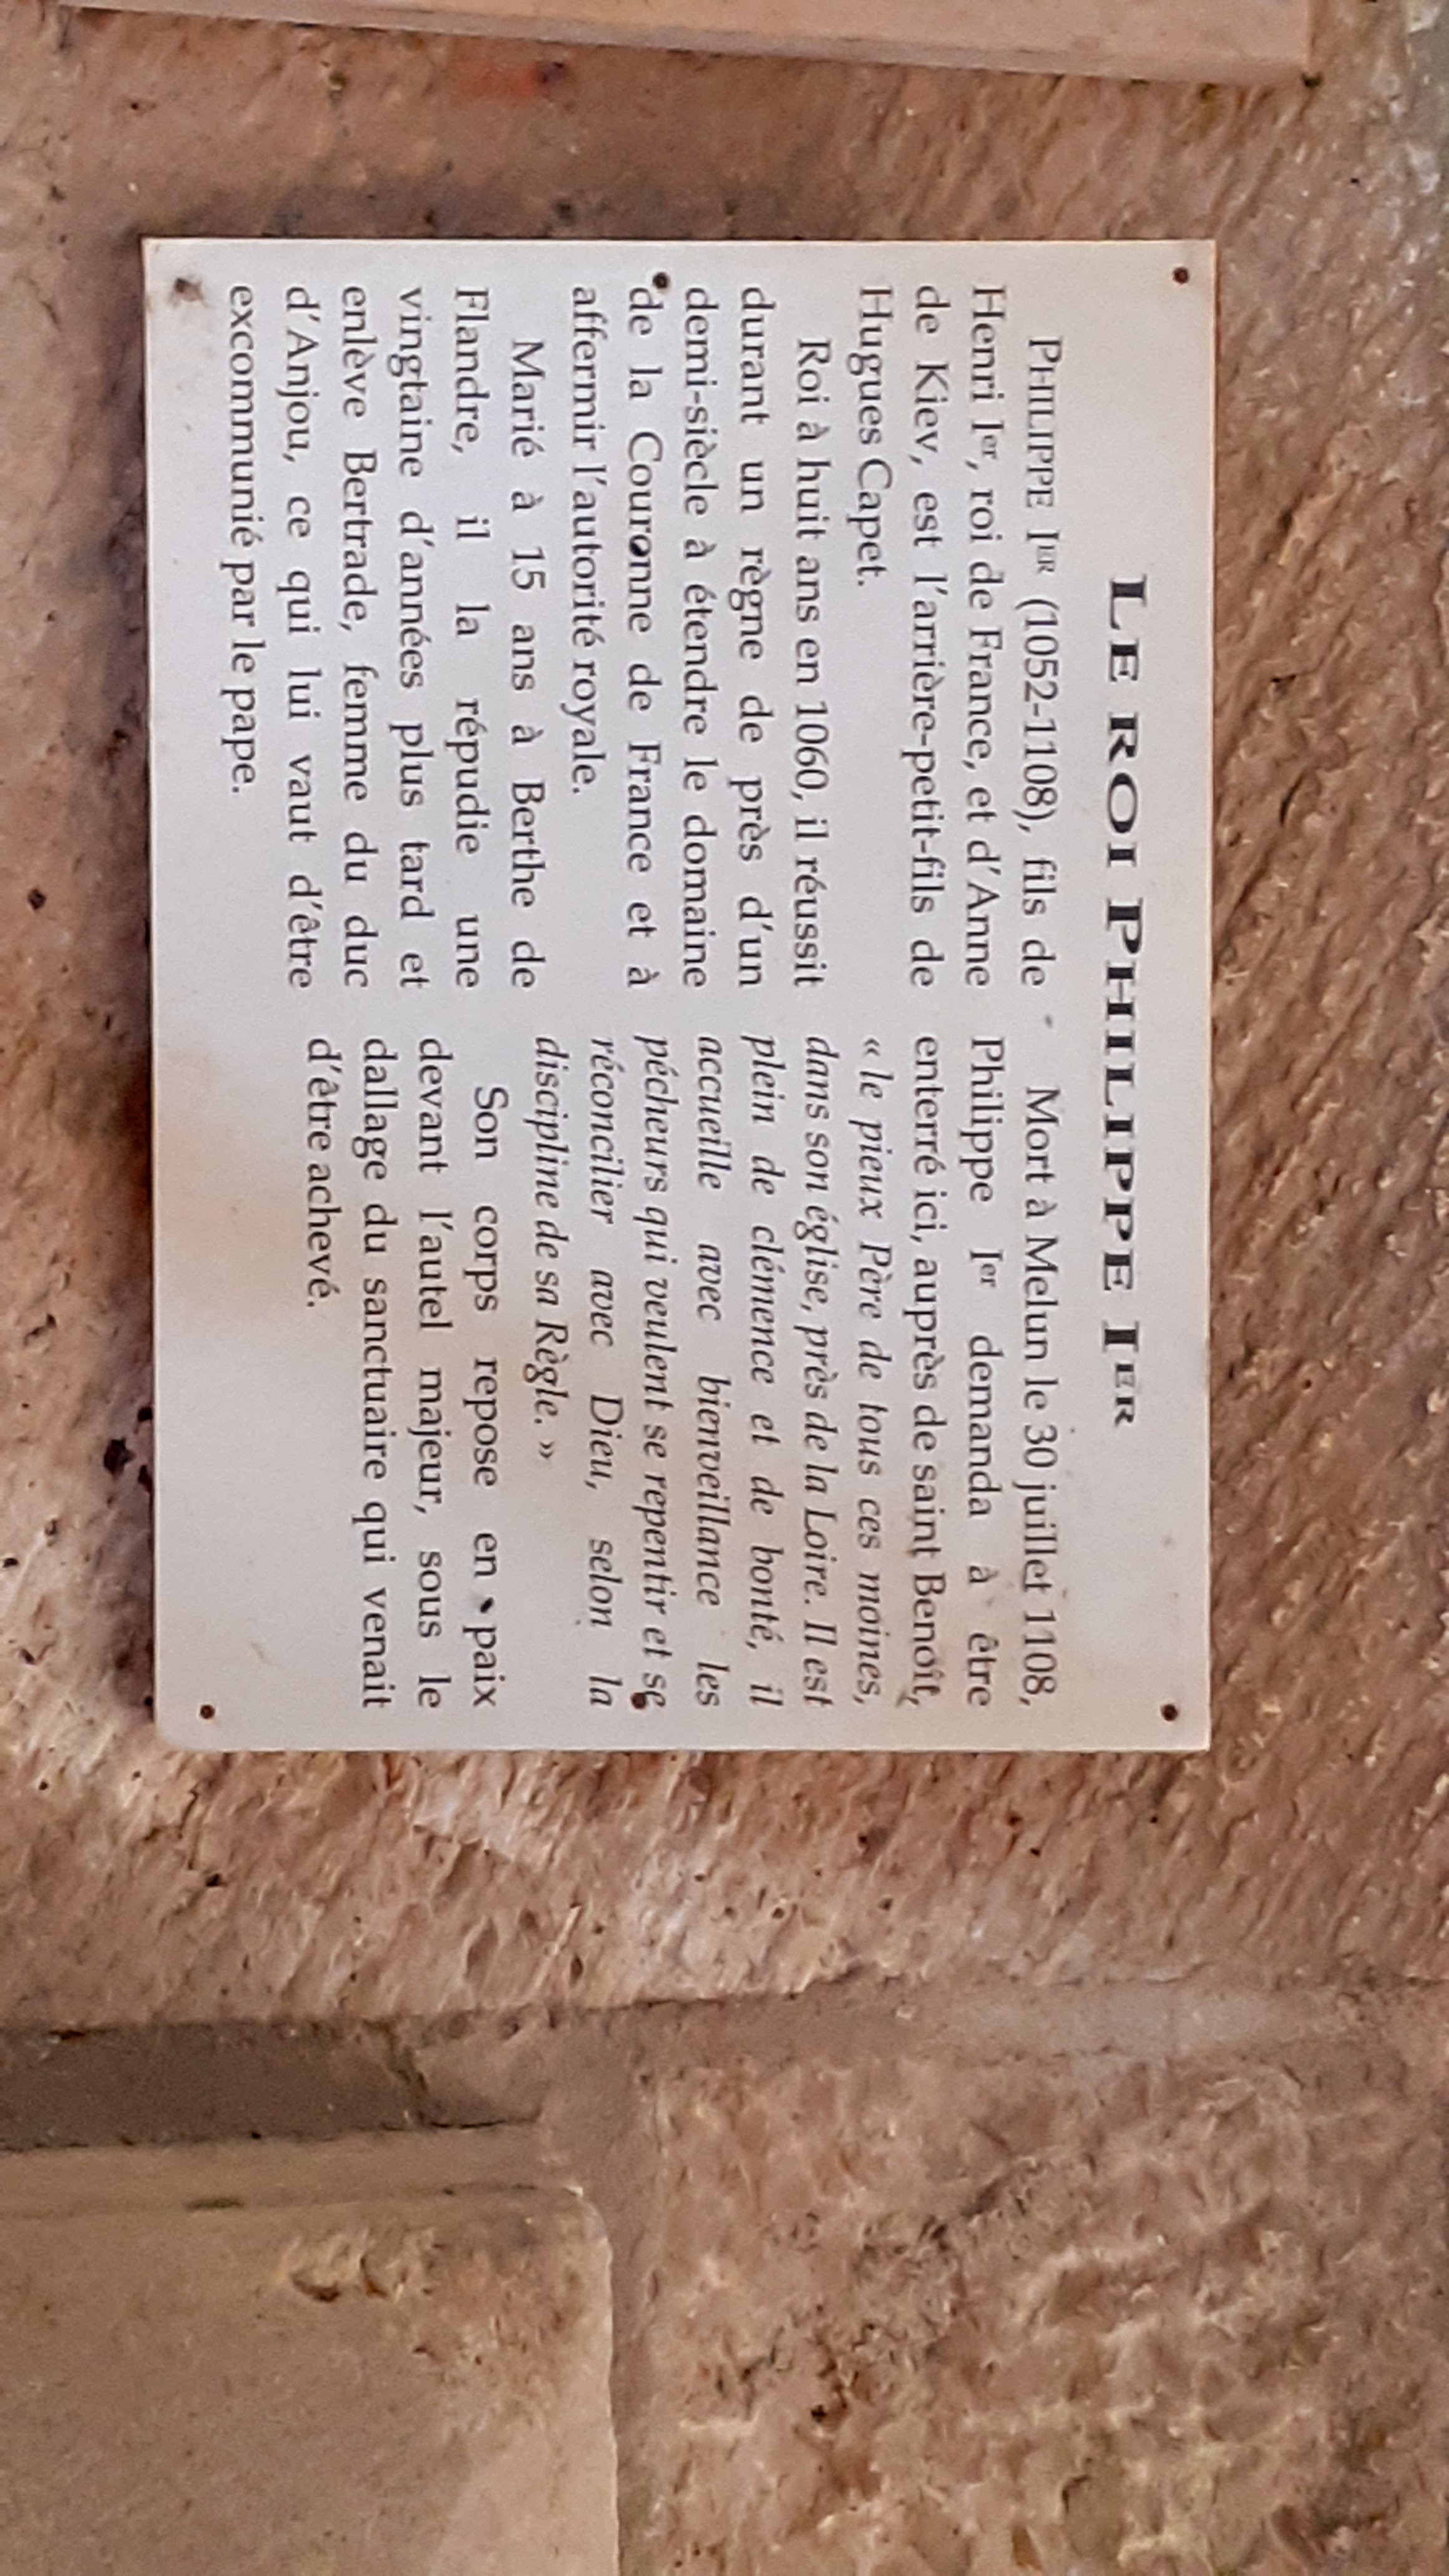 LE ROI PHILIPPE IER
PHILIPPE IER (1052-1108), fils de
Henri Ier, roi de France, et d'Anne
de Kiev, est l'arrière-petit-fils de
Hugues Capet.
Roi à huit ans en 1060, il réussit
durant un règne de près d'un
demi-siècle à étendre le domaine
de la Couronne de France et à
affermir l'autorité royale.
Marié à 15 ans à Berthe de
Flandre, il la répudie une
vingtaine d'années plus tard et
enlève Bertrade, femme du duc
d'Anjou, ce qui lui vaut d'être
excommunié par le pape.
Mort à Melun le 30 juillet 1108,
Philippe Ier demanda à être
enterré ici, auprès de saint Benoît,
« le pieux Père de tous ces moines,
dans son église, près de la Loire. Il est
plein de clémence et de bonté, il
accueille avec bienveillance les
pécheurs qui veulent se repentir et se
réconcilier avec Dieu, selon la
discipline de sa Règle. »
Son corps repose en paix
devant l'autel majeur, sous le
dallage du sanctuaire qui venait
d'être achevé.